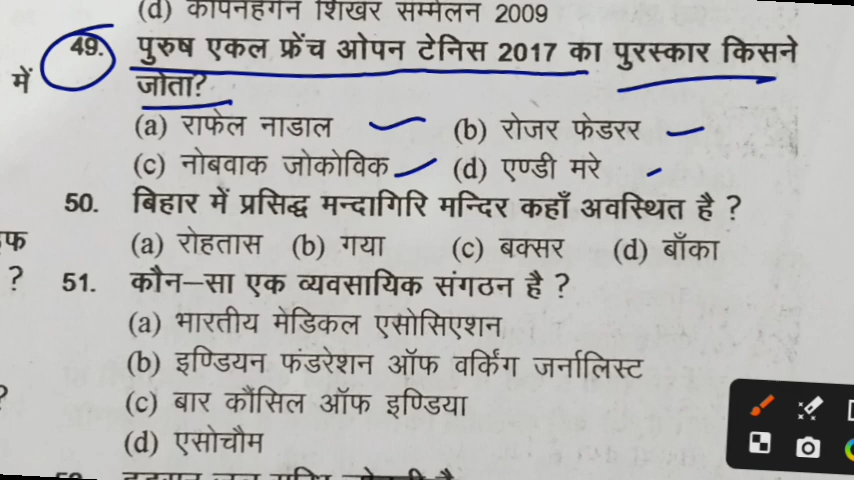 (d) कोपेनहेगन शिखर सम्मेलन 2009
49. पुरुष एकल फ्रेंच ओपन टेनिस 2017 का पुरस्कार किसने
में
जीता?
(a) राफेल नाडाल (b) रोजर फेडरर
(c) नोबवाक जोकोविक (d) एण्डी मरे
50. बिहार में प्रसिद्ध मन्दागिरि मन्दिर कहाँ अवस्थित है ?
(a) रोहतास (b) गया (c) बक्सर (d) बाँका
?
51. कौन–सा एक व्यवसायिक संगठन है ?
(a) भारतीय मेडिकल एसोसिएशन
(b) इण्डियन फंडरेशन ऑफ वर्किंग जर्नालिस्ट
?
(c) बार कौंसिल ऑफ इण्डिया
(d) एसोचौम